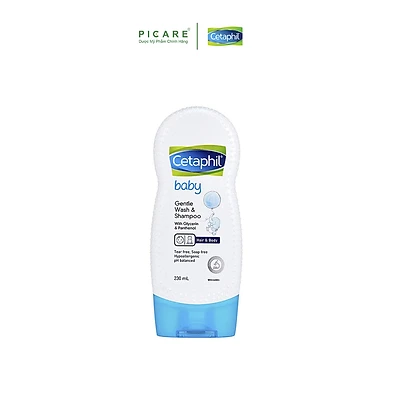 PICARE®
Dược Mỹ Phẩm Chính Hãng
Cetaphil®
Cetaphil®
baby
Gentle
Wash &
Shampoo
With Glycerin
& Panthenol
Hair & Body
Tear free, Soap free
Hypoallergenic
pH balanced
230 mL